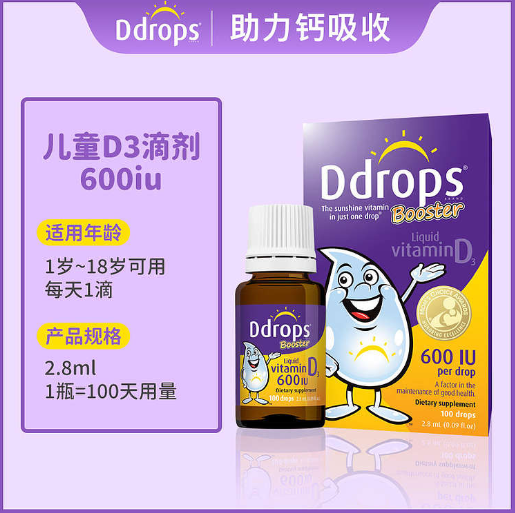 Ddrops 助力钙吸收
儿童D3滴剂
600iu
适用年龄
1岁~18岁可用
每天1滴
产品规格
2.8ml
1瓶=100天用量
Ddrops®
The sunshine vitamin
in just one drop®
Booster
Liquid
vitamin D3
600 IU
per drop
A factor in the
maintenance of good health.
Dietary supplement
100 drops
2.8 mL (0.09 fl oz)
Ddrops
Booster
Liquid
vitamin D3
600 IU
Dietary supplement
100 drops